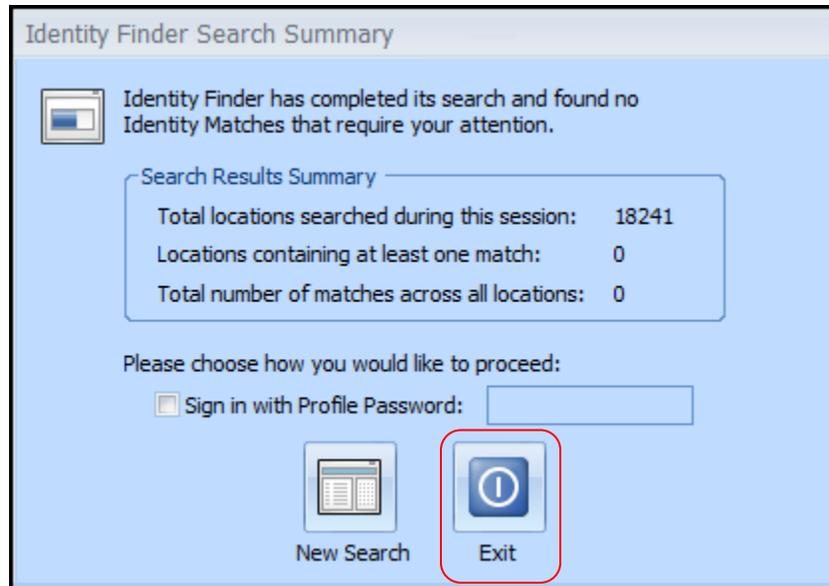 Identity Finder Search Summary
Identity Finder has completed its search and found no
Identity Matches that require your attention.
Search Results Summary
Total locations searched during this session: 18241
Locations containing at least one match: 0
Total number of matches across all locations: 0
Please choose how you would like to proceed:
Sign in with Profile Password:
New Search Exit